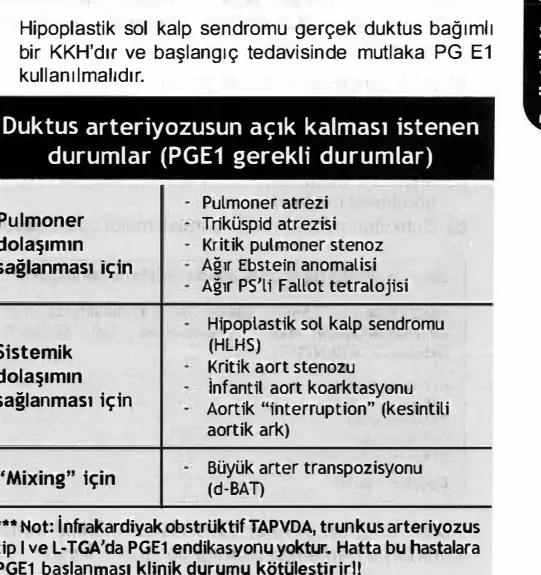 Hipoplastik sol kalp sendromu gerçek duktus bağımlı
bir KKH'dır ve başlangıç tedavisinde mutlaka PG E1
kullanılmalıdır.
Duktus arteriyozusun açık kalması istenen
durumlar (PGE1 gerekli durumlar)
Pulmoner
dolaşımın
sağlanması için
- Pulmoner atrezi
- Triküspid atrezisi
- Kritik pulmoner stenoz
- Ağır Ebstein anomalisi
- Ağır PS'li Fallot tetralojisi
Sistemik
dolaşımın
sağlanması için
- Hipoplastik sol kalp sendromu
(HLHS)
- Kritik aort stenozu
- İnfantil aort koarktasyonu
- Aortik "interruption" (kesintili
aortik ark)
"Mixing" için
- Büyük arter transpozisyonu
(d-BAT)
*** Not: İnfrakardiyak obstrüktif TAPVDA, trunkus arteriyozus
tip I ve L-TGA'da PGE1 endikasyonu yoktur. Hatta bu hastalara
PGE1 başlanması klinik durumu kötüleştirir!!